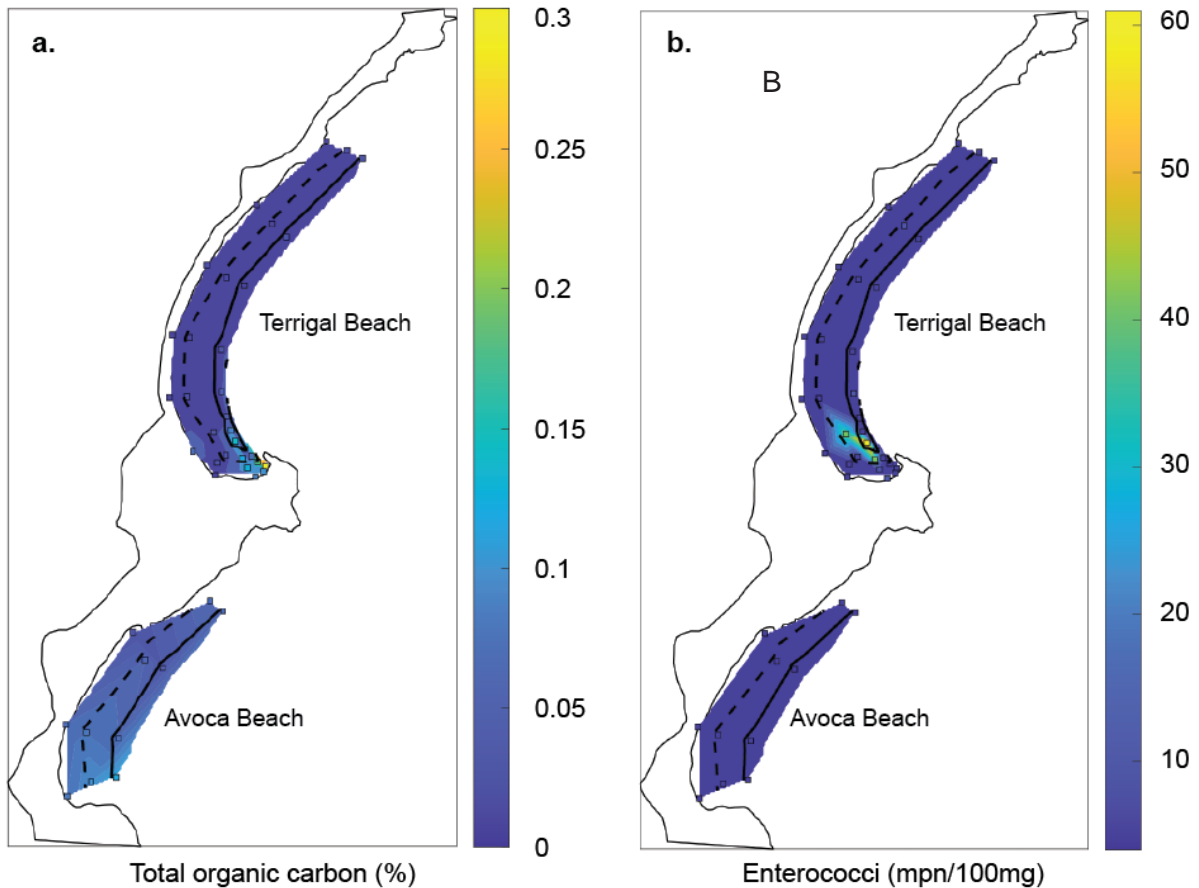 a.
0.3
0.25
0.2
0.15
0.1
0.05
0
Terrigal Beach
Avoca Beach
Total organic carbon (%)
b.
B
60
50
40
30
20
10
Terrigal Beach
Avoca Beach
Enterococci (mpn/100mg)